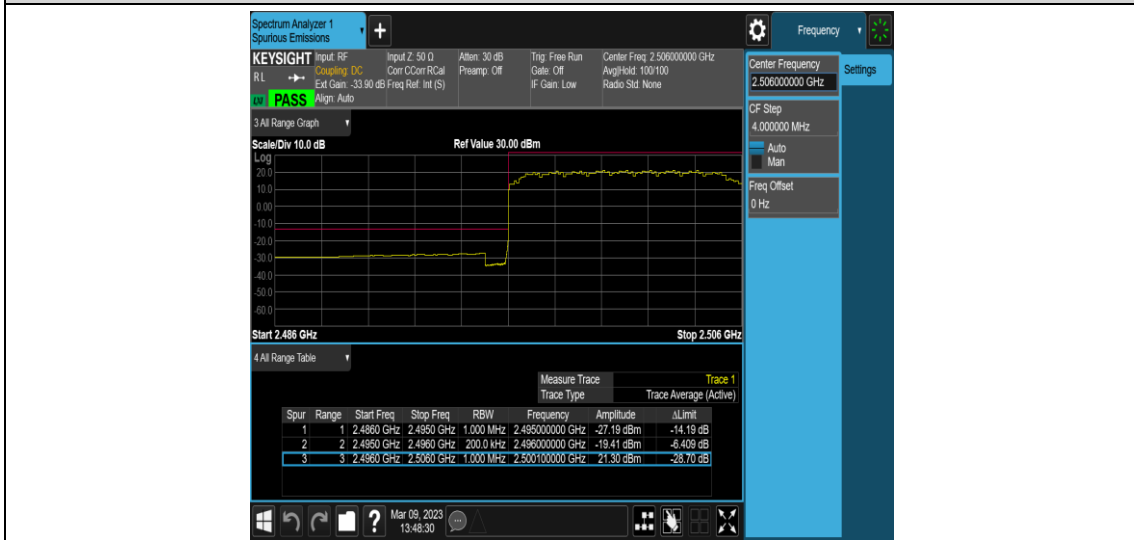 Spectrum Analyzer 1
Spurious Emissions
+
Frequency
KEYSIGHT
RL
LW PASS
Input: RF
Coupling: DC
Ext Gain: -33.90 dB
Align: Auto
Input Z: 50 Ω
Corr CCorr RCal
Freq Ref: Int (S)
Atten: 30 dB
Preamp: Off
Trig: Free Run
Gate: Off
IF Gain: Low
Center Freq: 2.506000000 GHz
Avg|Hold: 100/100
Radio Std: None
Center Frequency
2.506000000 GHz
Settings
CF Step
4.000000 MHz
Auto
Man
Freq Offset
0 Hz
3 All Range Graph
Scale/Div 10.0 dB Ref Value 30.00 dBm
Log
20.0
10.0
0.00
-10.0
-20.0
-30.0
-40.0
-50.0
-60.0
Start 2.486 GHz Stop 2.506 GHz
4 All Range Table
Measure Trace Trace 1
Trace Type Trace Average (Active)
Spur Range Start Freq Stop Freq RBW Frequency Amplitude ΔLimit
1 1 2.4860 GHz 2.4950 GHz 1.000 MHz 2.495000000 GHz -27.19 dBm -14.19 dB
2 2 2.4950 GHz 2.4960 GHz 200.0 kHz 2.496000000 GHz -19.41 dBm -6.409 dB
3 3 2.4960 GHz 2.5060 GHz 1.000 MHz 2.500100000 GHz 21.30 dBm -28.70 dB
?
Mar 09, 2023
13:48:30